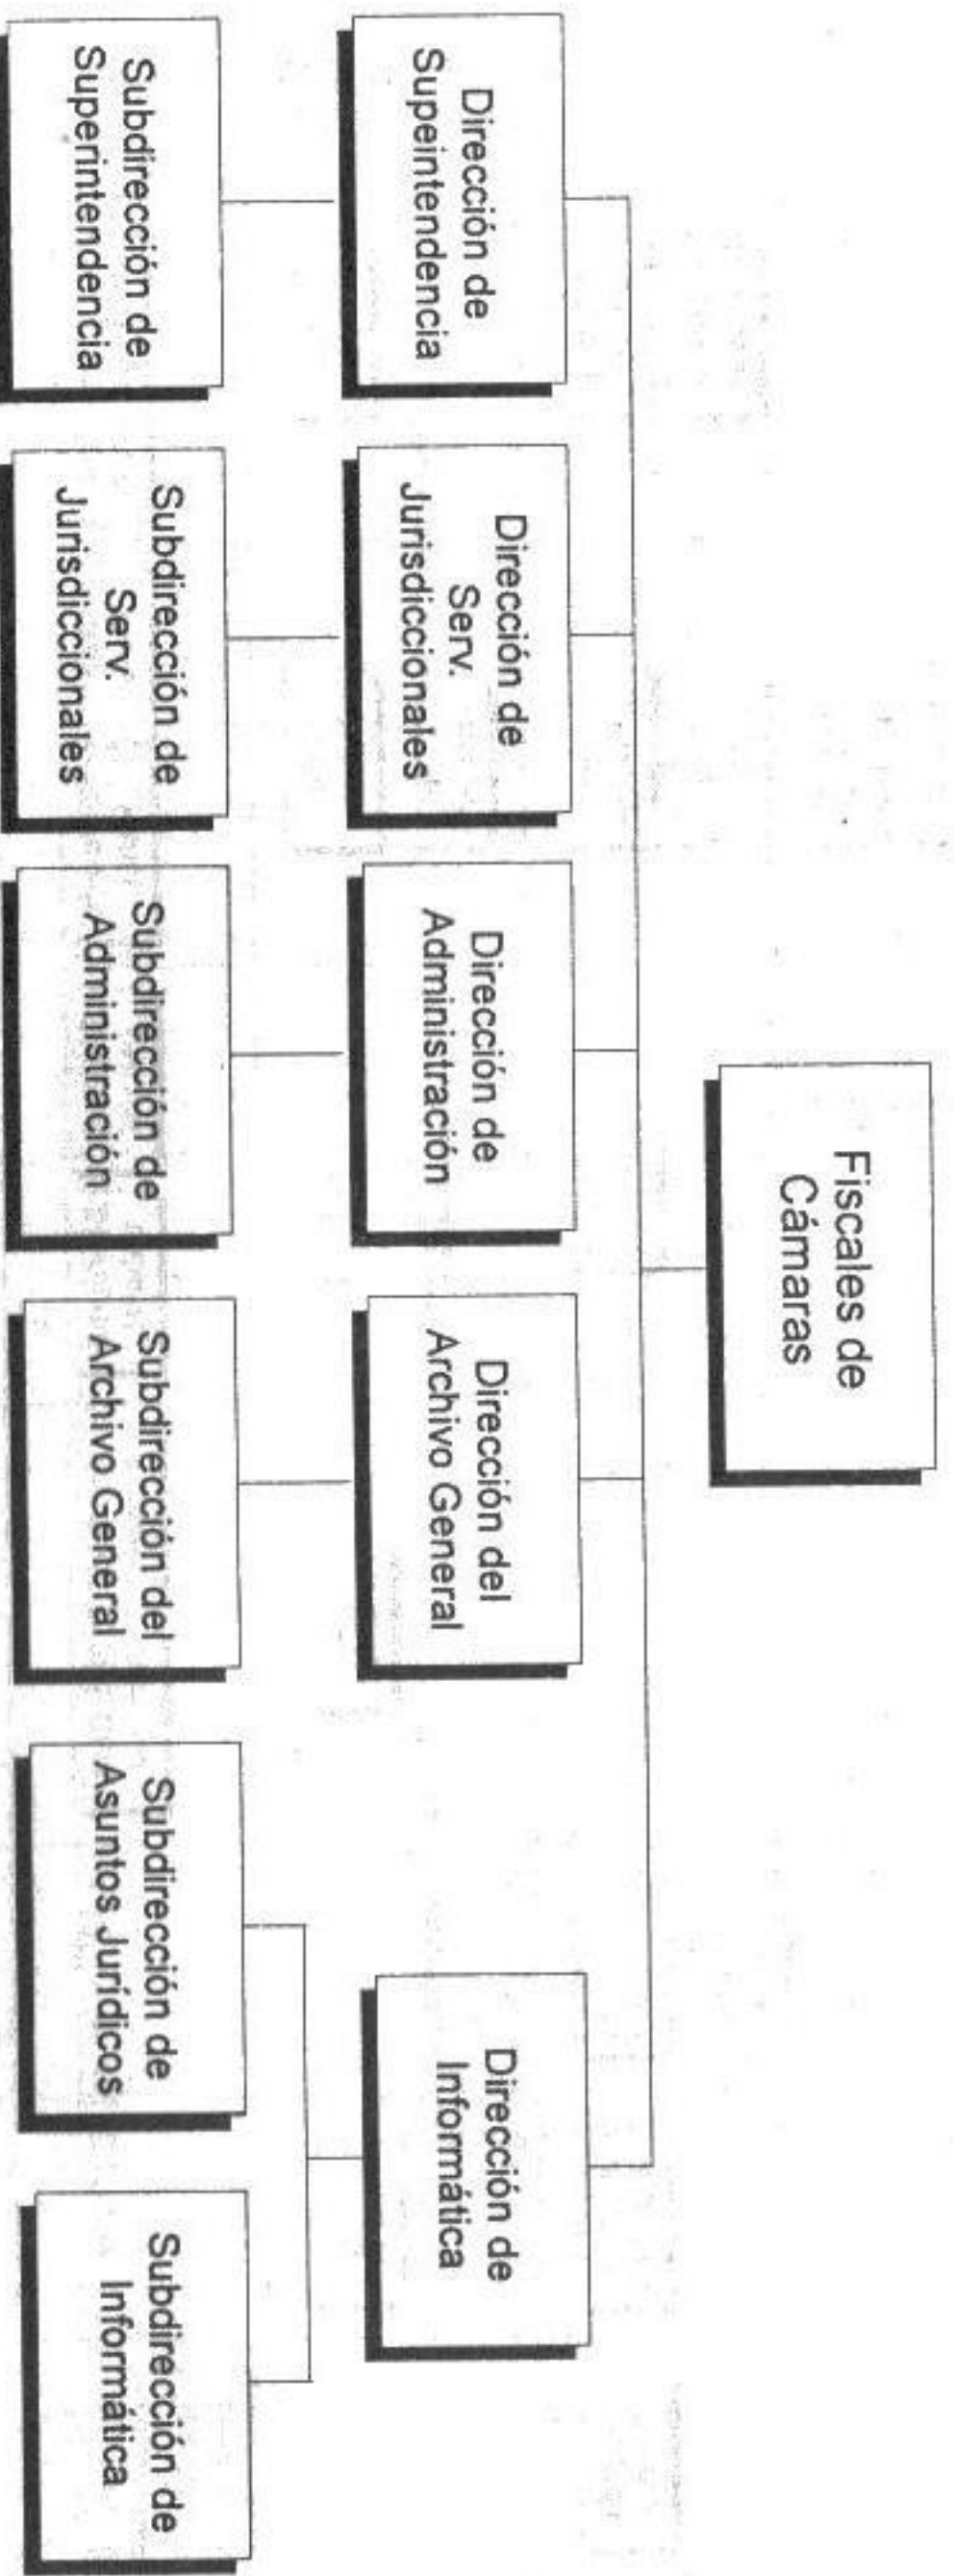 Fiscales de
Cámaras
Dirección de
Supeintendencia
Dirección de
Serv.
Jurisdiccionales
Dirección de
Administración
Dirección del
Archivo General
Dirección de
Informática
Subdirección de
Superintendencia
Subdirección de
Serv.
Jurisdiccionales
Subdirección de
Administración
Subdirección del
Archivo General
Subdirección de
Asuntos Jurídicos
Subdirección de
Informática